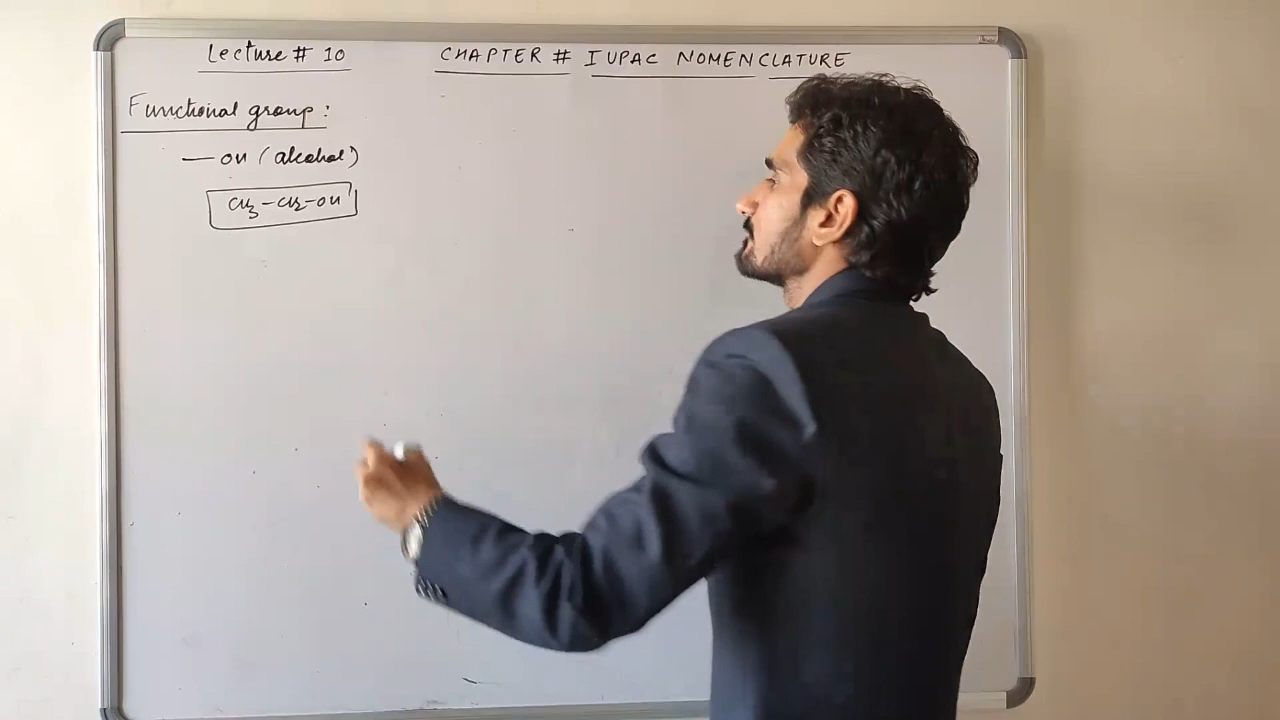 Lecture # 10
CHAPTER # IUPAC NOMENCLATURE
Functional group :
— OH (alcohol)
CH3 – CH2 – OH